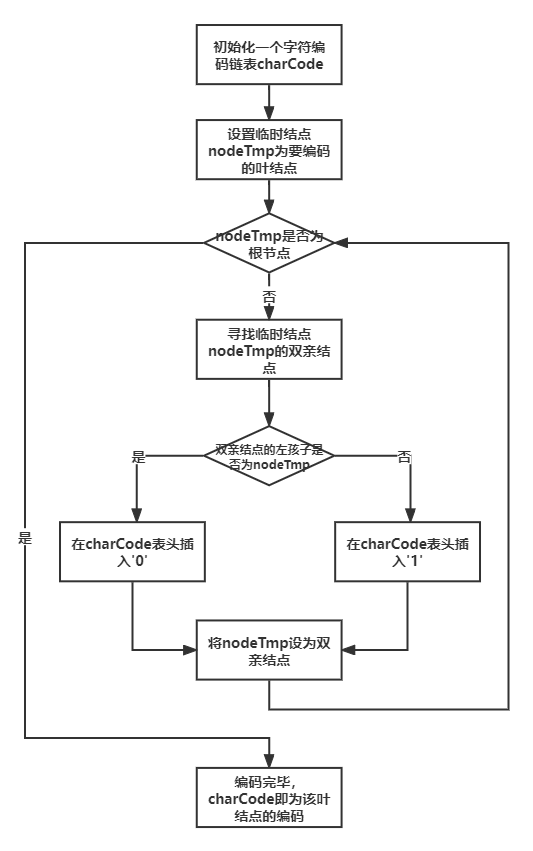 初始化一个字符编
码链表charCode
设置临时结点
nodeTmp为要编码
的叶结点
nodeTmp是否为
根节点
否
寻找临时结点
nodeTmp的双亲结
点
双亲结点的左孩子是
否为nodeTmp
是
否
在charCode表头插
入'0'
在charCode表头插
入'1'
是
将nodeTmp设为双
亲结点
编码完毕，
charCode即为该叶
结点的编码